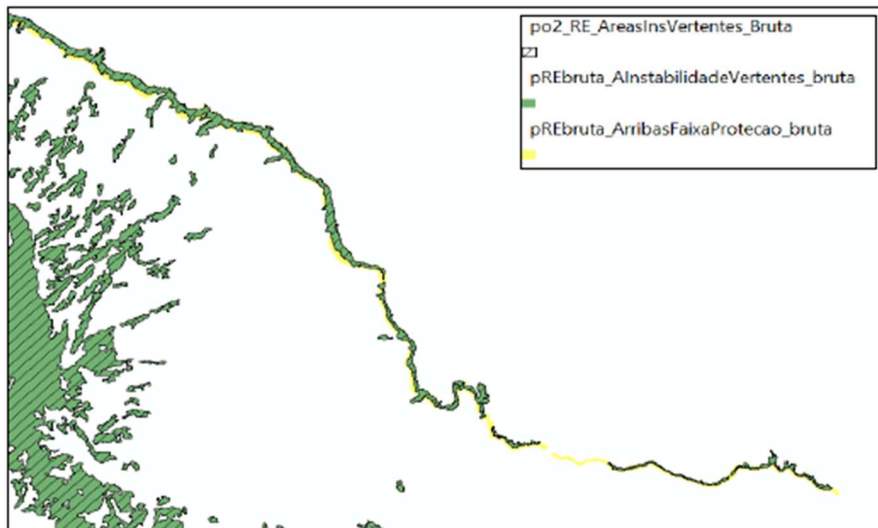 po2_RE_AreasInsVertentes_Bruta
pREbruta_AInstabilidadeVertentes_bruta
pREbruta_ArribasFaixaProtecao_bruta